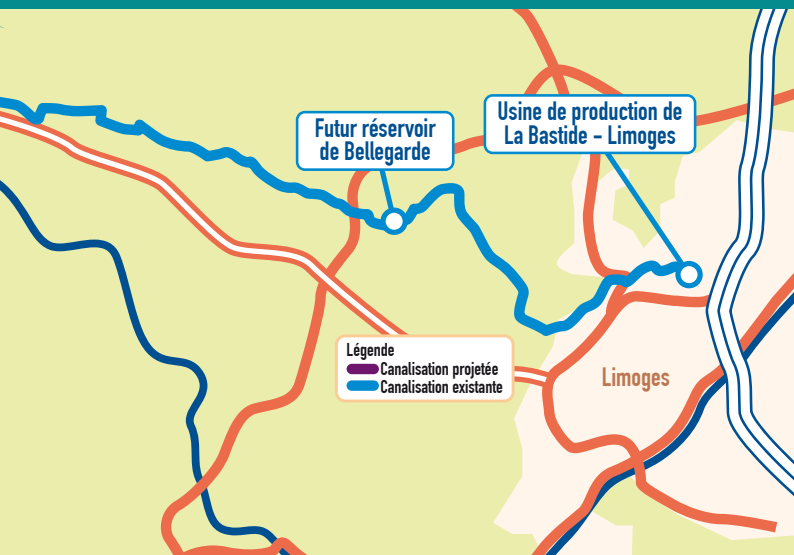 Usine de production de
La Bastide - Limoges
Futur réservoir
de Bellegarde
Légende
Canalisation projetée
Canalisation existante
Limoges